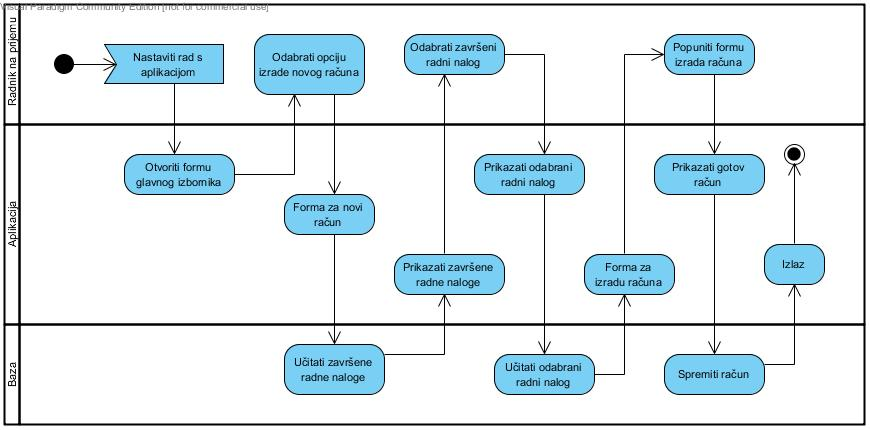 Visual Paradigm Community Edition [not for commercial use]
Radnik na prijemu
Nastaviti rad s
aplikacijom
Odabrati opciju
izrade novog računa
Odabrati završeni
radni nalog
Popuniti formu
izrada računa
Aplikacija
Otvoriti formu
glavnog izbornika
Forma za novi
račun
Prikazati završene
radne naloge
Prikazati odabrani
radni nalog
Forma za
izradu računa
Prikazati gotov
račun
Izlaz
Baza
Učitati završene
radne naloge
Učitati odabrani
radni nalog
Spremiti račun